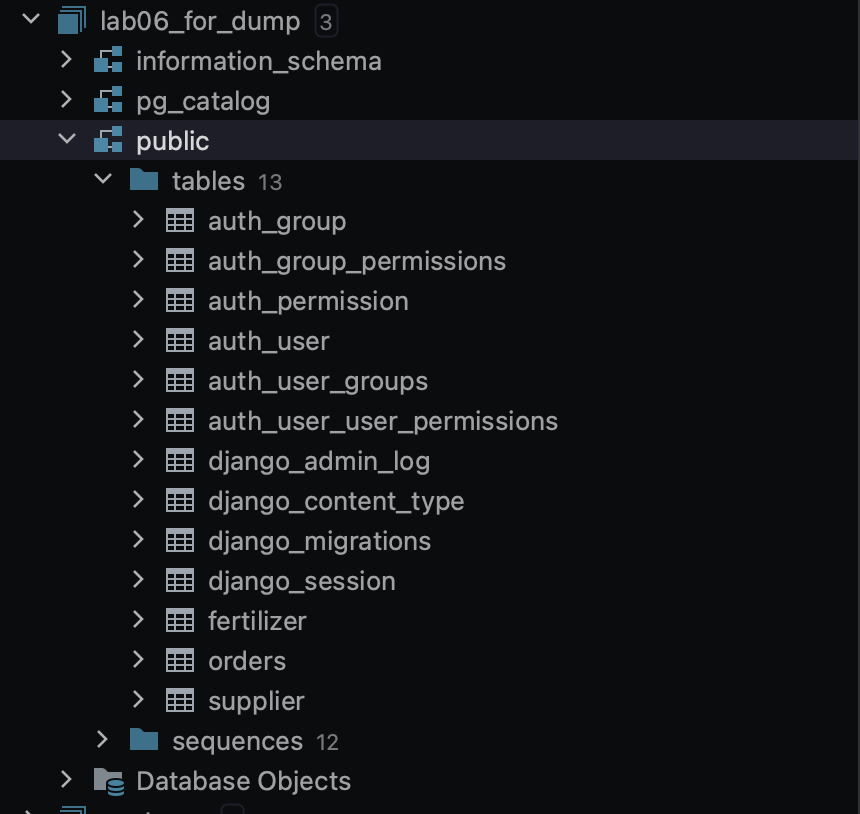 lab06_for_dump 3
information_schema
pg_catalog
public
tables 13
auth_group
auth_group_permissions
auth_permission
auth_user
auth_user_groups
auth_user_user_permissions
django_admin_log
django_content_type
django_migrations
django_session
fertilizer
orders
supplier
sequences 12
Database Objects